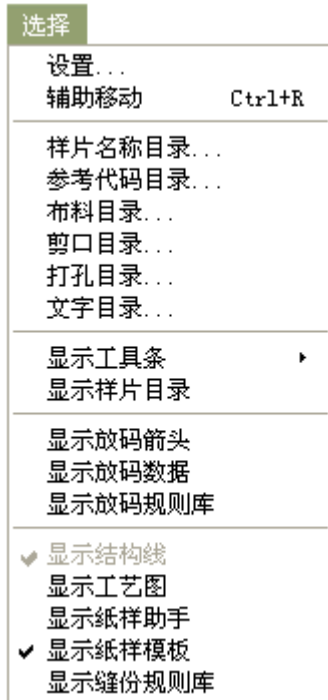 选择
设置...
辅助移动 Ctrl+R
样片名称目录...
参考代码目录...
布料目录...
剪口目录...
打孔目录...
文字目录...
显示工具条
显示样片目录
显示放码箭头
显示放码数据
显示放码规则库
显示结构线
显示工艺图
显示纸样助手
显示纸样模板
显示缝份规则库